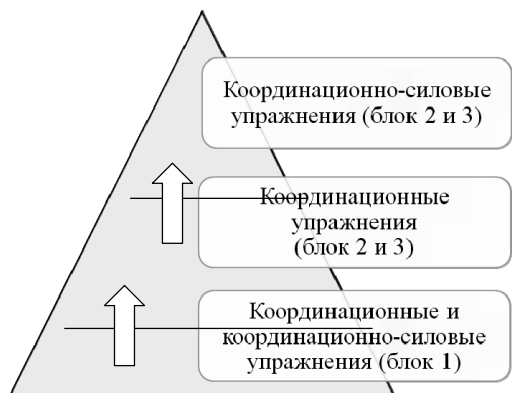 Координационно-силовые
упражнения (блок 2 и 3)
Координационные
упражнения
(блок 2 и 3)
Координационные и
координационно-силовые
упражнения (блок 1)